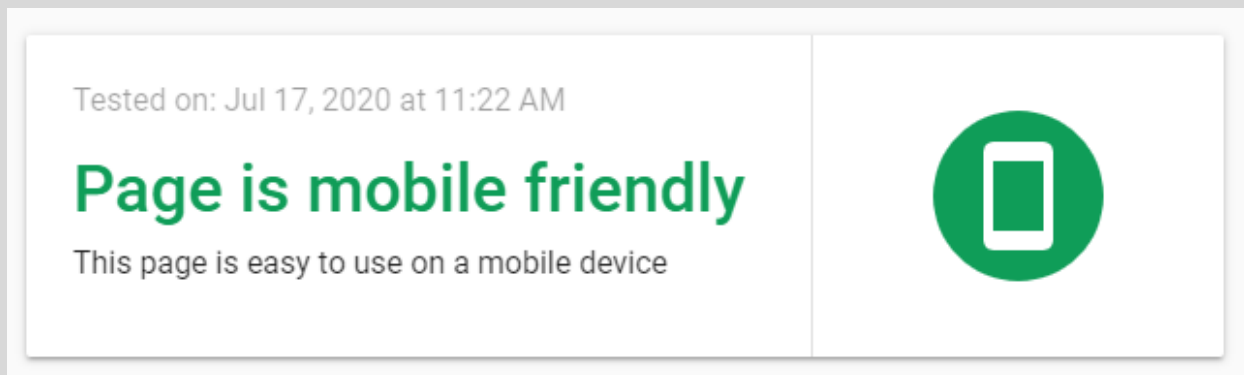 Tested on: Jul 17, 2020 at 11:22 AM
Page is mobile friendly
This page is easy to use on a mobile device